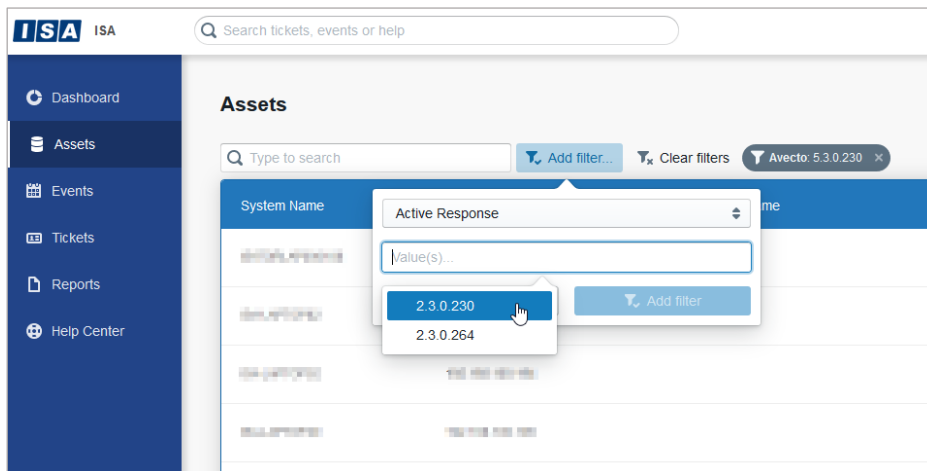 ISA ISA Search tickets, events or help
Dashboard
Assets
Events
Tickets
Reports
Help Center
Assets
Type to search Add filter... Clear filters Avecto: 5.3.0.230 ×
System Name
Active Response
Value(s)...
2.3.0.230
2.3.0.264
Add filter